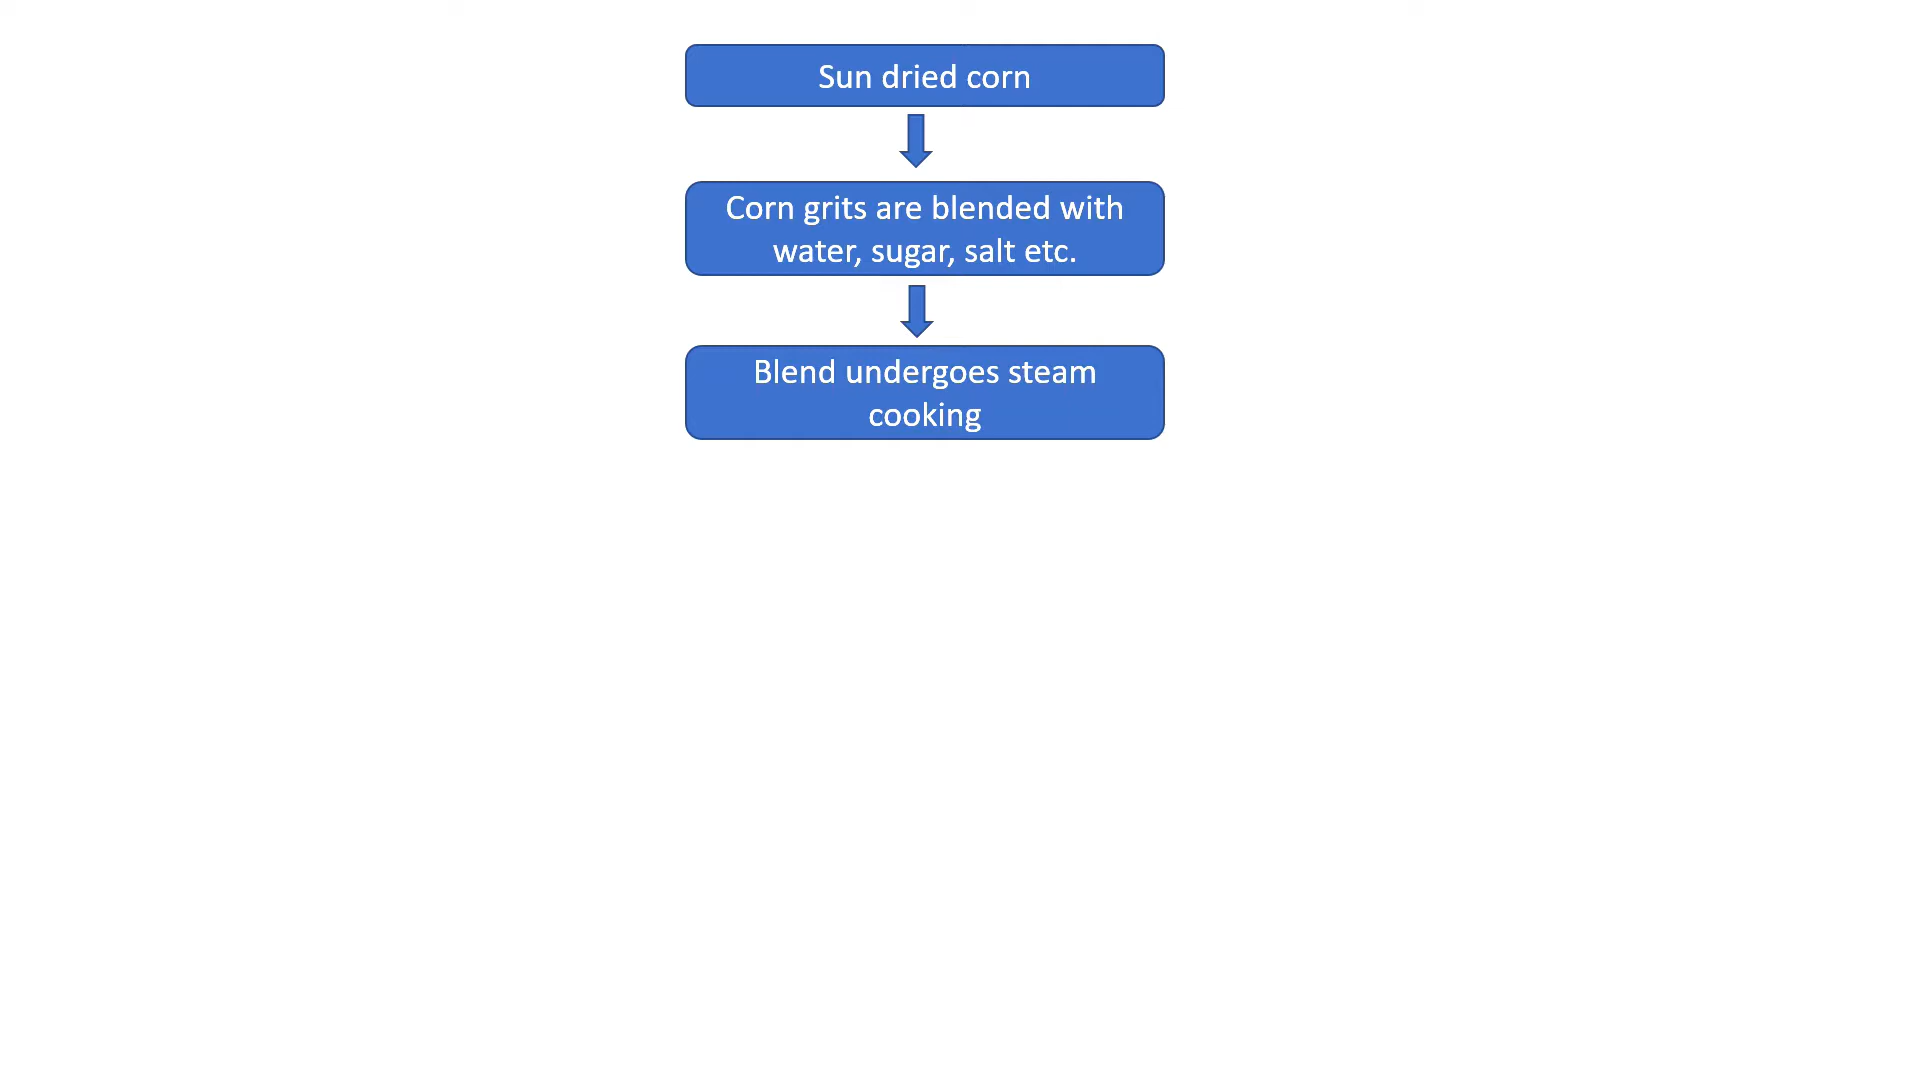 Sun dried corn
Corn grits are blended with
water, sugar, salt etc.
Blend undergoes steam
cooking